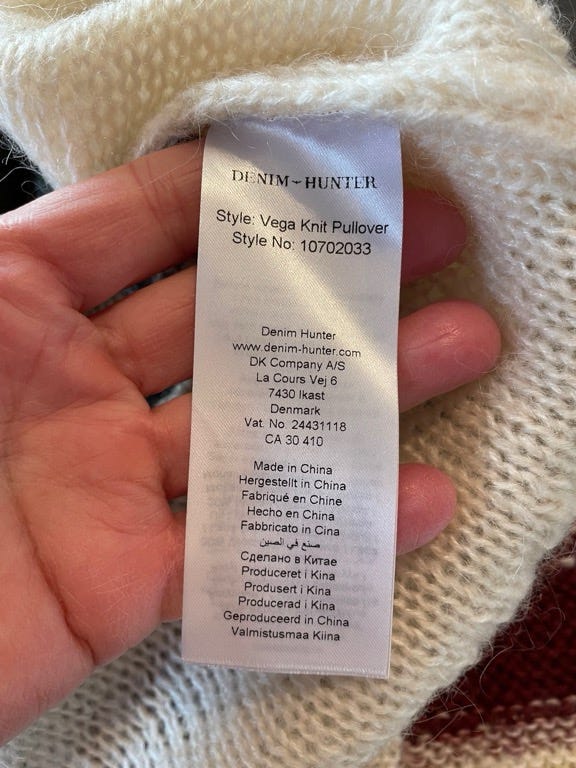 DENIM-HUNTER
Style: Vega Knit Pullover
Style No: 10702033
Denim Hunter
www.denim-hunter.com
DK Company A/S
La Cours Vej 6
7430 Ikast
Denmark
Vat. No. 24431118
CA 30 410
Made in China
Hergestellt in China
Fabriqué en Chine
Hecho en China
Fabbricato in Cina
صنع في الصين
Сделано в Китае
Produceret i Kina
Produsert i Kina
Producerad i Kina
Geproduceerd in China
Valmistusmaa Kiina